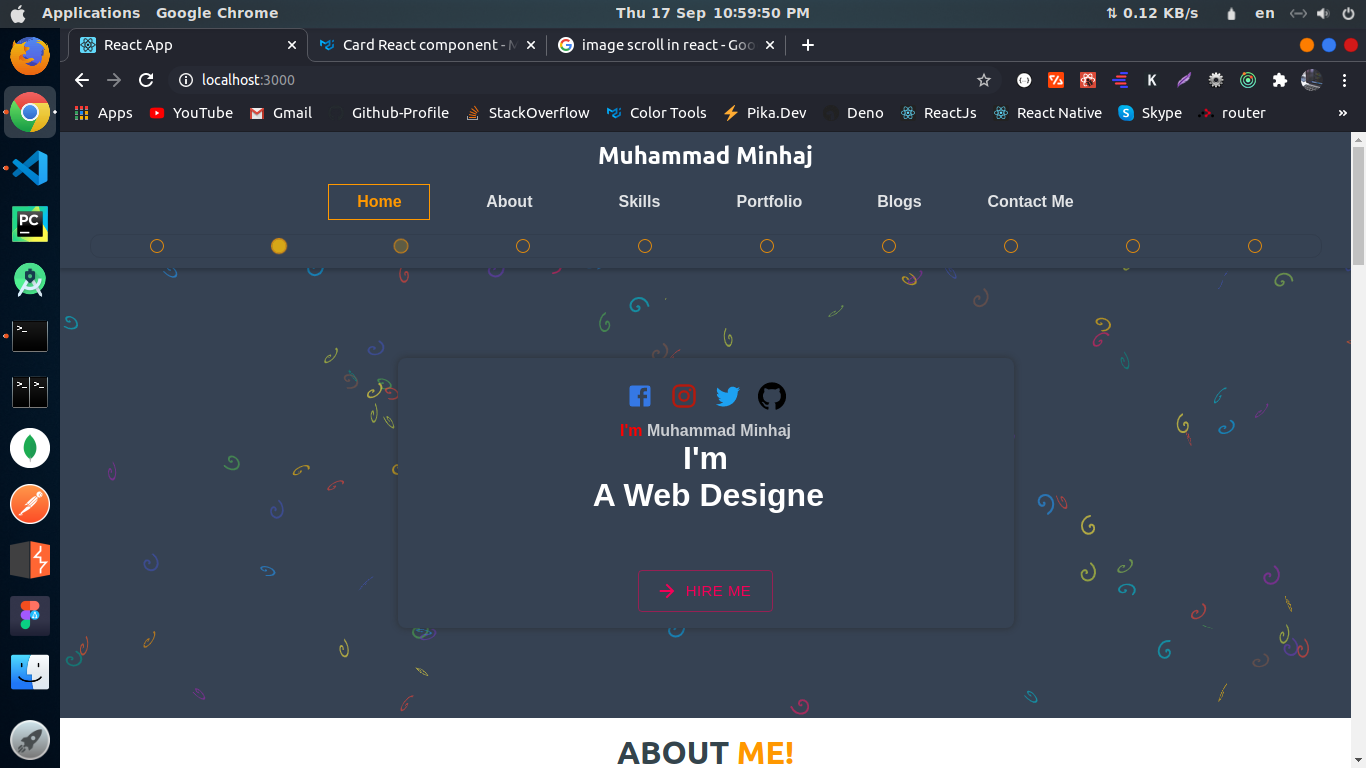 Applications Google Chrome Thu 17 Sep 10:59:50 PM 0.12 KB/s en
React App Card React component - M image scroll in react - Goo
localhost:3000
Apps YouTube Gmail Github-Profile StackOverflow Color Tools Pika.Dev Deno ReactJs React Native Skype router »
Muhammad Minhaj
Home About Skills Portfolio Blogs Contact Me
I'm Muhammad Minhaj
I'm
A Web Designe
HIRE ME
ABOUT ME!
PC